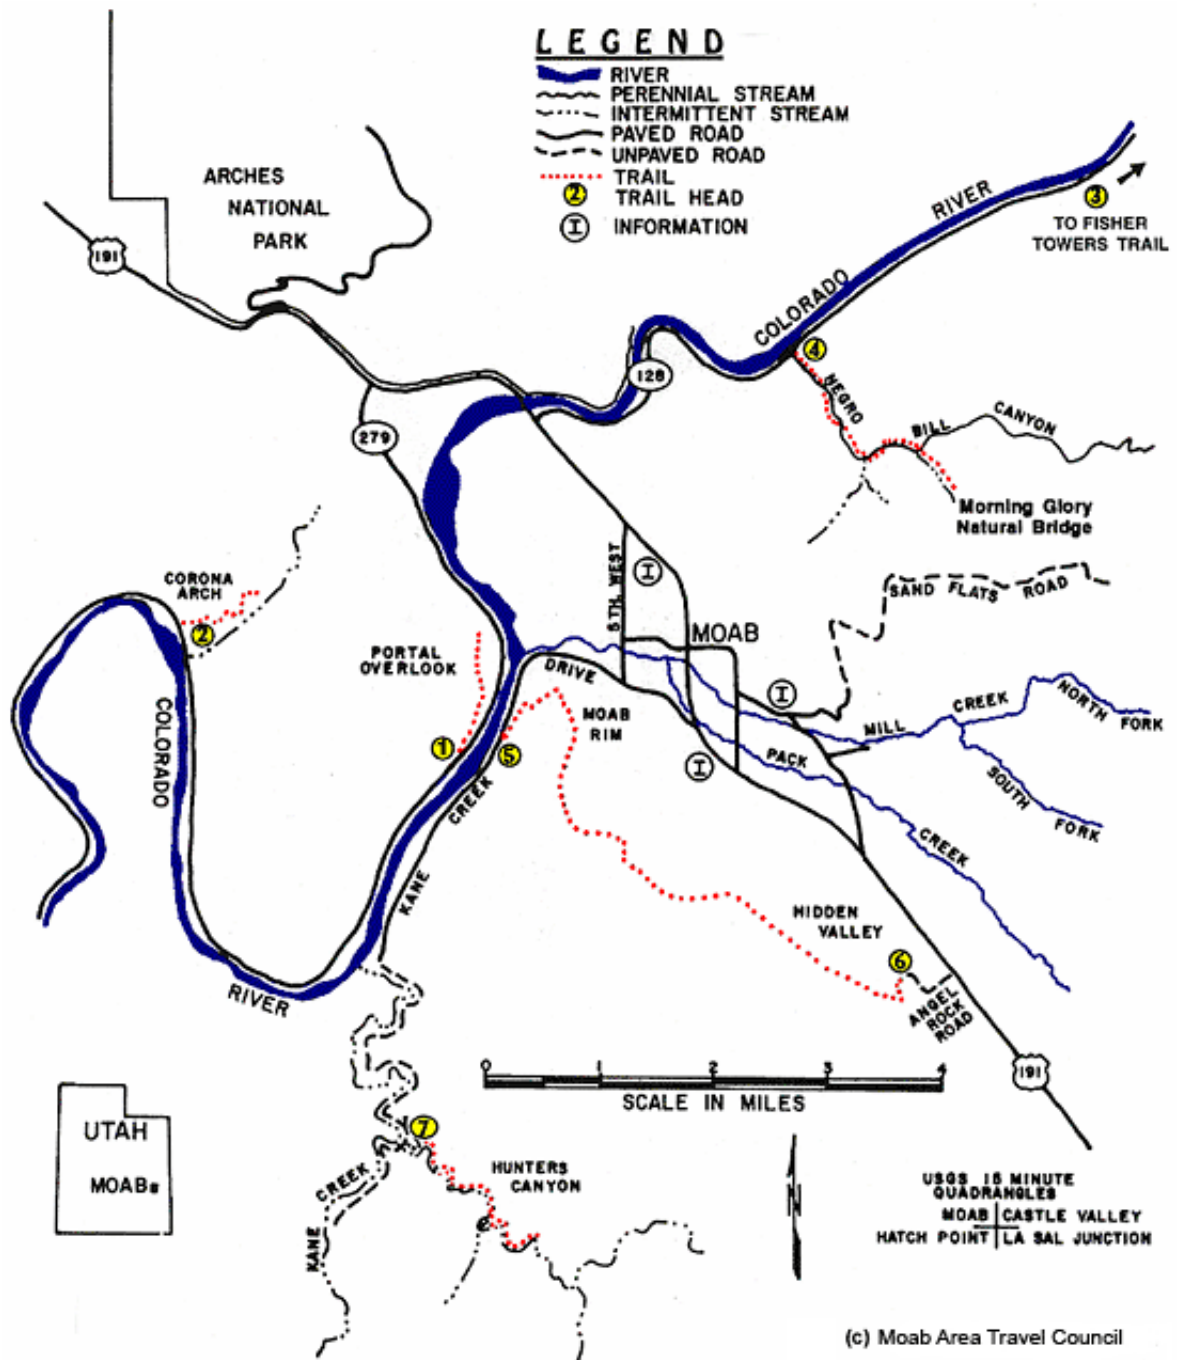 LEGEND
RIVER
PERENNIAL STREAM
INTERMITTENT STREAM
PAVED ROAD
UNPAVED ROAD
TRAIL
2
TRAIL HEAD
I
INFORMATION
ARCHES
NATIONAL
PARK
191
COLORADO
RIVER
3
TO FISHER
TOWERS TRAIL
128
4
NEGRO
BILL
CANYON
Morning Glory
Natural Bridge
279
CORONA
ARCH
2
5TH. WEST
I
MOAB
SAND FLATS ROAD
PORTAL
OVERLOOK
DRIVE
MOAB
RIM
I
MILL
CREEK
NORTH
FORK
SOUTH
FORK
PACK
CREEK
COLORADO
1
5
I
CREEK
KANE
HIDDEN
VALLEY
6
ANGEL
ROCK
ROAD
RIVER
0 1 2 3 4
SCALE IN MILES
191
UTAH
MOAB
7
HUNTERS
CANYON
CREEK
KANE
N
USGS 15 MINUTE
QUADRANGLES
MOAB CASTLE VALLEY
HATCH POINT LA SAL JUNCTION
(c) Moab Area Travel Council